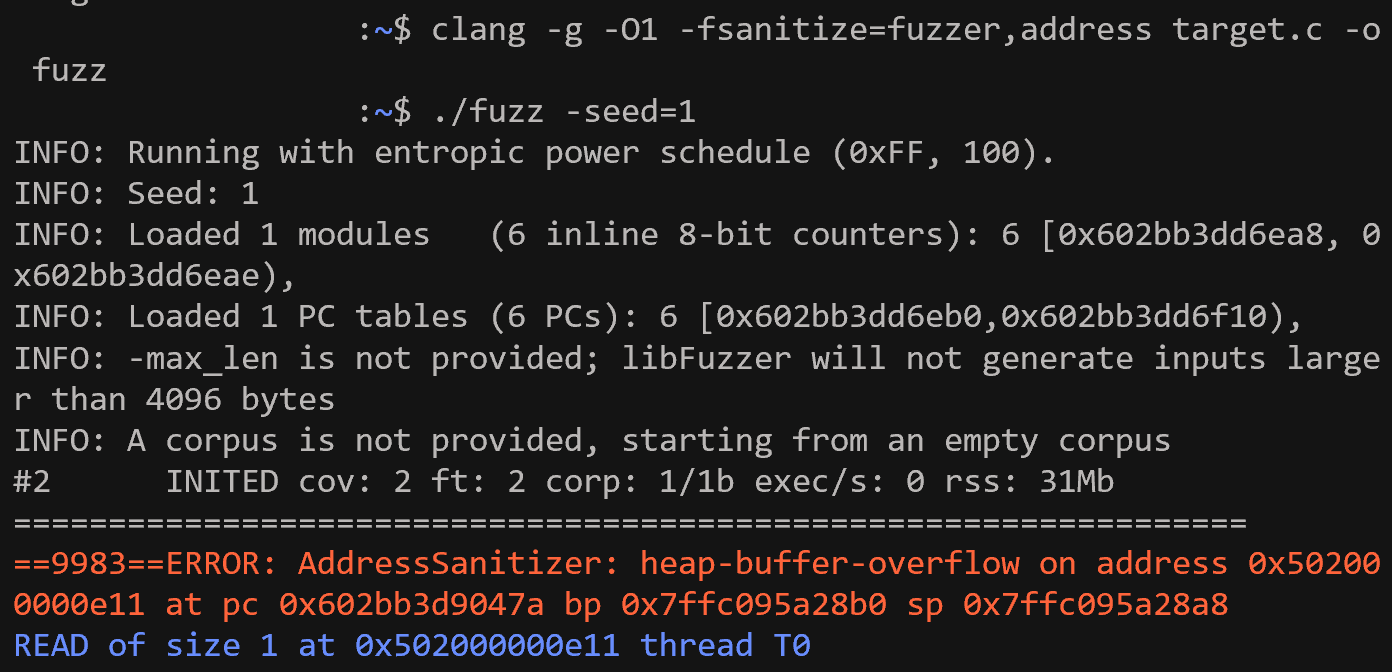 :~$ clang -g -O1 -fsanitize=fuzzer,address target.c -o
fuzz
:~$ ./fuzz -seed=1
INFO: Running with entropic power schedule (0xFF, 100).
INFO: Seed: 1
INFO: Loaded 1 modules   (6 inline 8-bit counters): 6 [0x602bb3dd6ea8, 0
x602bb3dd6eae),
INFO: Loaded 1 PC tables (6 PCs): 6 [0x602bb3dd6eb0,0x602bb3dd6f10),
INFO: -max_len is not provided; libFuzzer will not generate inputs large
r than 4096 bytes
INFO: A corpus is not provided, starting from an empty corpus
#2      INITED cov: 2 ft: 2 corp: 1/1b exec/s: 0 rss: 31Mb
=================================================================
==9983==ERROR: AddressSanitizer: heap-buffer-overflow on address 0x50200
0000e11 at pc 0x602bb3d9047a bp 0x7ffc095a28b0 sp 0x7ffc095a28a8
READ of size 1 at 0x502000000e11 thread T0